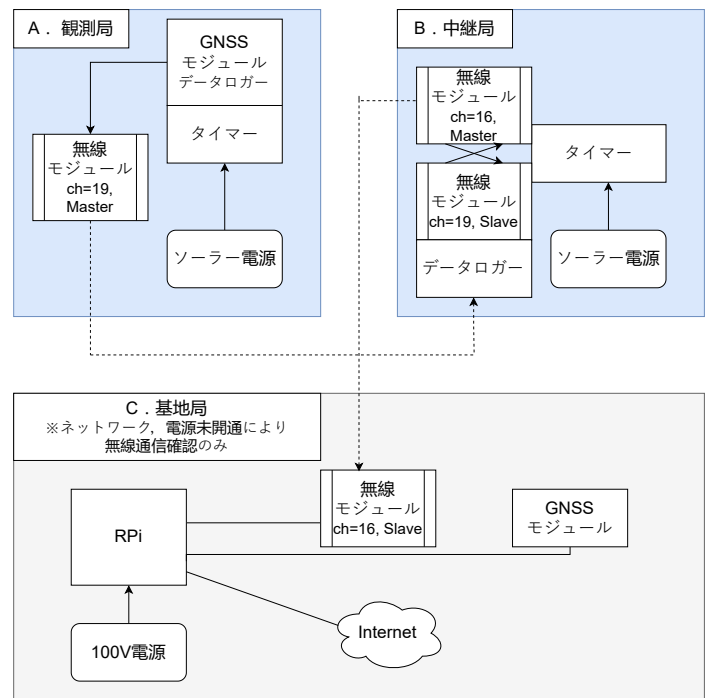 A．観測局
GNSS
モジュール
データロガー
タイマー
無線
モジュール
ch=19,
Master
ソーラー電源
B．中継局
無線
モジュール
ch=16,
Master
タイマー
無線
モジュール
ch=19, Slave
データロガー
ソーラー電源
C．基地局
※ネットワーク，電源未開通により
無線通信確認のみ
無線
モジュール
ch=16, Slave
GNSS
モジュール
RPi
Internet
100V電源